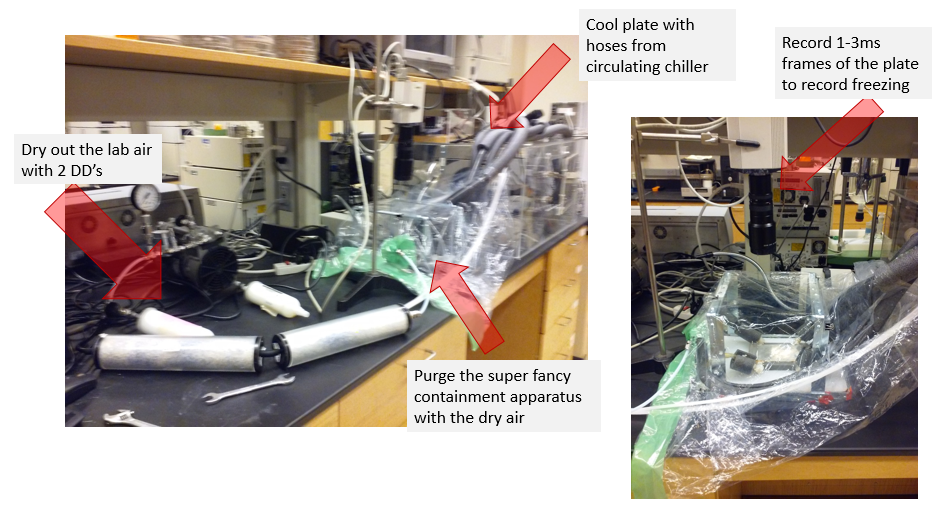 Cool plate with
hoses from
circulating chiller
Record 1-3ms
frames of the plate
to record freezing
Dry out the lab air
with 2 DD’s
Purge the super fancy
containment apparatus
with the dry air